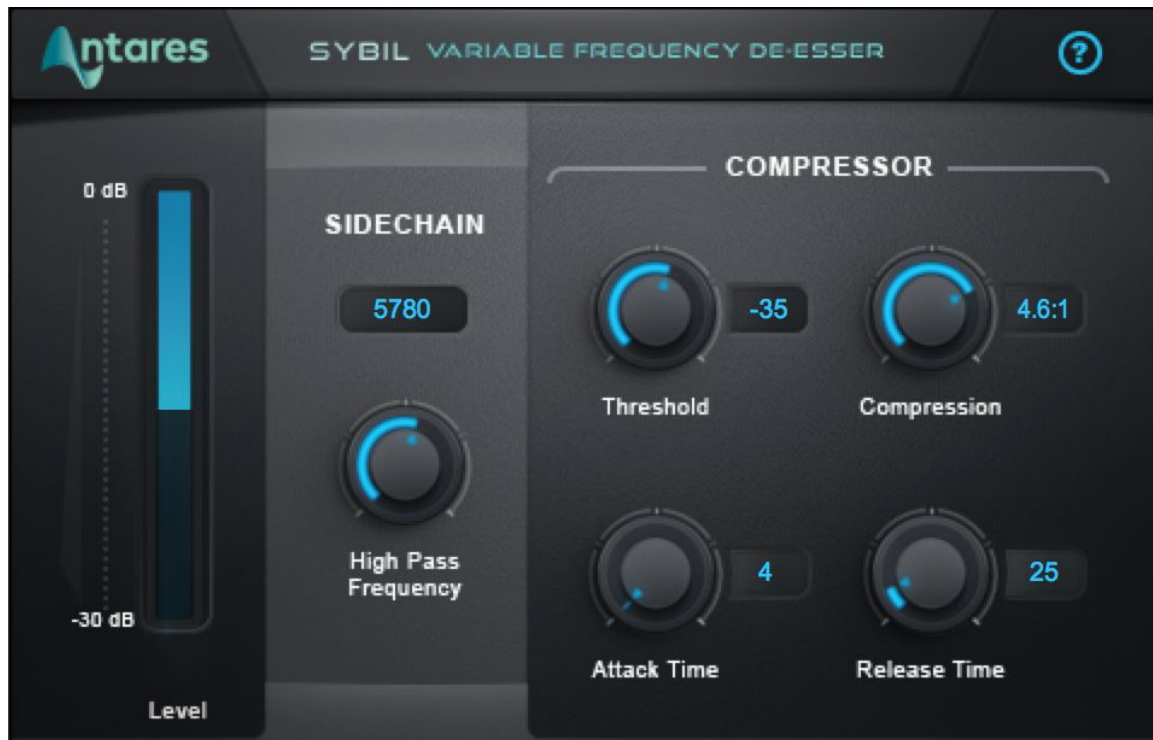 Antares
SYBIL VARIABLE FREQUENCY DE-ESSER
?
0 dB
-30 dB
Level
SIDECHAIN
5780
High Pass
Frequency
COMPRESSOR
-35
Threshold
4.6:1
Compression
4
Attack Time
25
Release Time